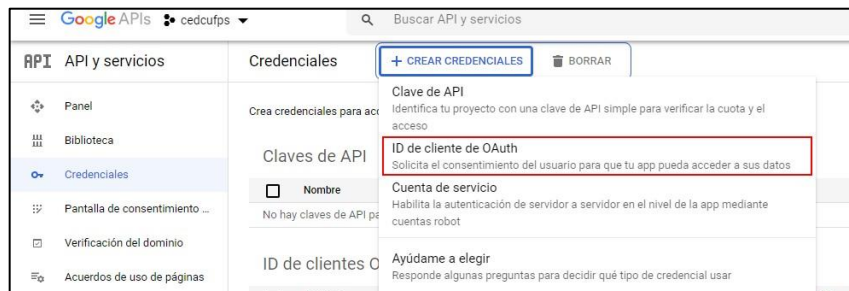 Google APIs cedcufps Buscar API y servicios
API API y servicios Credenciales + CREAR CREDENCIALES BORRAR
Clave de API
Panel Crea credenciales para acc Identifica tu proyecto con una clave de API simple para verificar la cuota y el
acceso
Biblioteca ID de cliente de OAuth
Claves de API Solicita el consentimiento del usuario para que tu app pueda acceder a sus datos
Credenciales
Nombre Cuenta de servicio
Pantalla de consentimiento ... No hay claves de API pa Habilita la autenticación de servidor a servidor en el nivel de la app mediante
cuentas robot
Verificación del dominio
ID de clientes O Ayúdame a elegir
Acuerdos de uso de páginas Responde algunas preguntas para decidir qué tipo de credencial usar